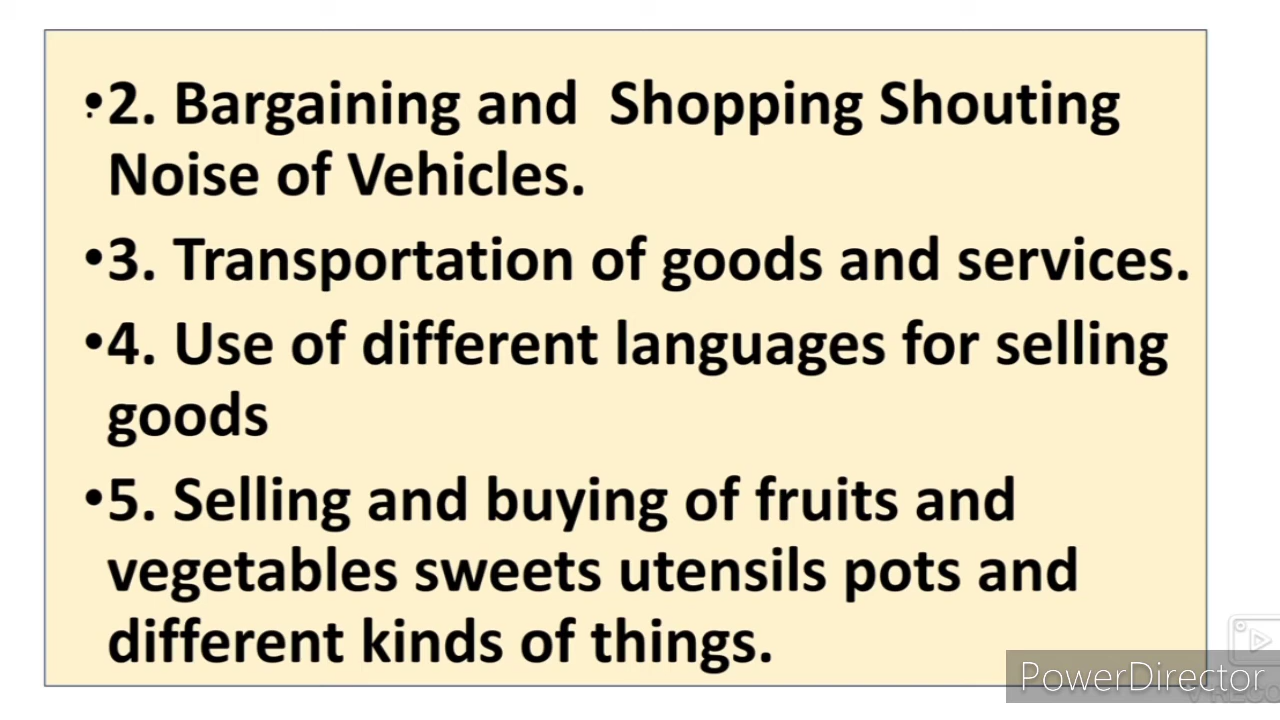 •2. Bargaining and Shopping Shouting
Noise of Vehicles.
•3. Transportation of goods and services.
•4. Use of different languages for selling
goods
•5. Selling and buying of fruits and
vegetables sweets utensils pots and
different kinds of things.
PowerDirector